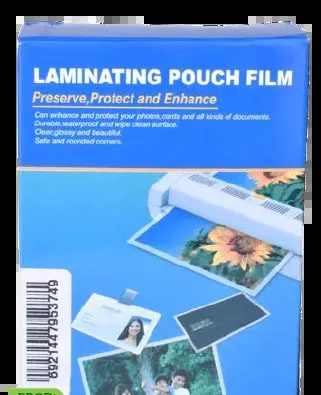 LAMINATING POUCH FILM
Preserve,Protect and Enhance
Can enhance and protect your photos,cards and all kinds of documents.
Durable,waterproof and wipe clean surface.
Clear,glossy and beautiful.
Safe and rounded corners.
6921447953749